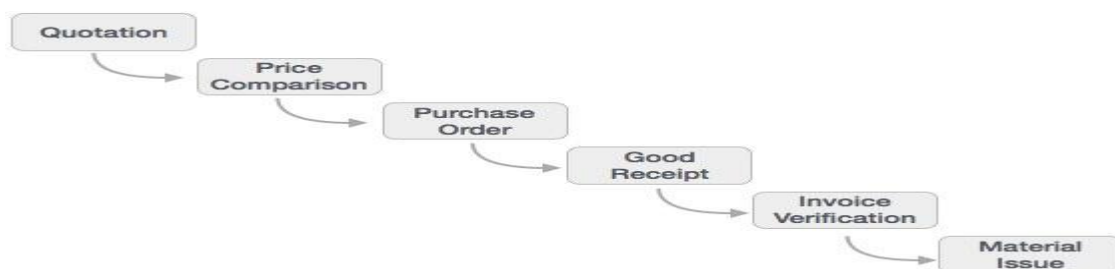 Quotation
Price
Comparison
Purchase
Order
Good
Receipt
Invoice
Verification
Material
Issue